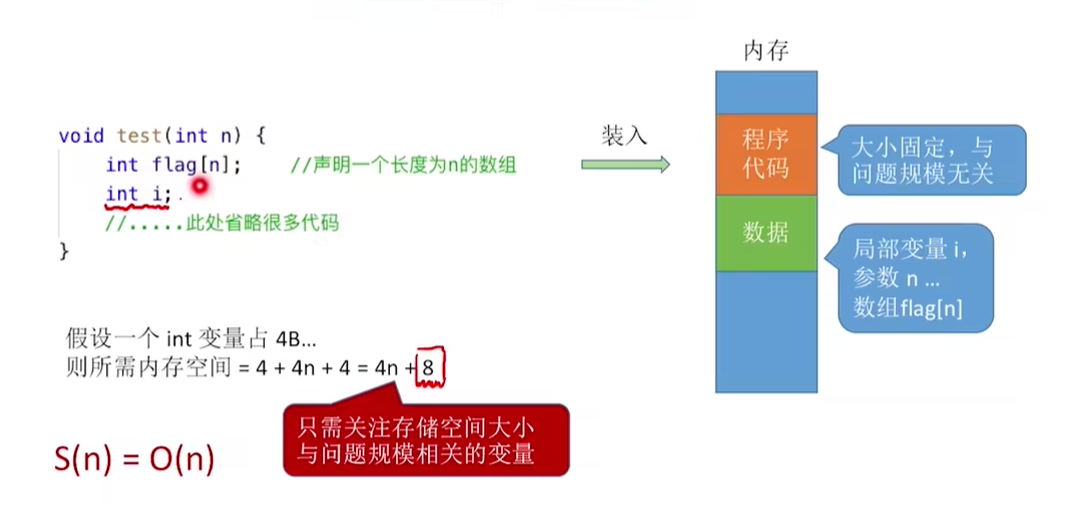 内存
void test(int n) {
int flag[n]; //声明一个长度为n的数组
int i;
//.....此处省略很多代码
}
装入
程序
代码
大小固定，与
问题规模无关
数据
局部变量 i，
参数 n ...
数组flag[n]
假设一个 int 变量占 4B...
则所需内存空间 = 4 + 4n + 4 = 4n + 8
只需关注存储空间大小
与问题规模相关的变量
S(n) = O(n)